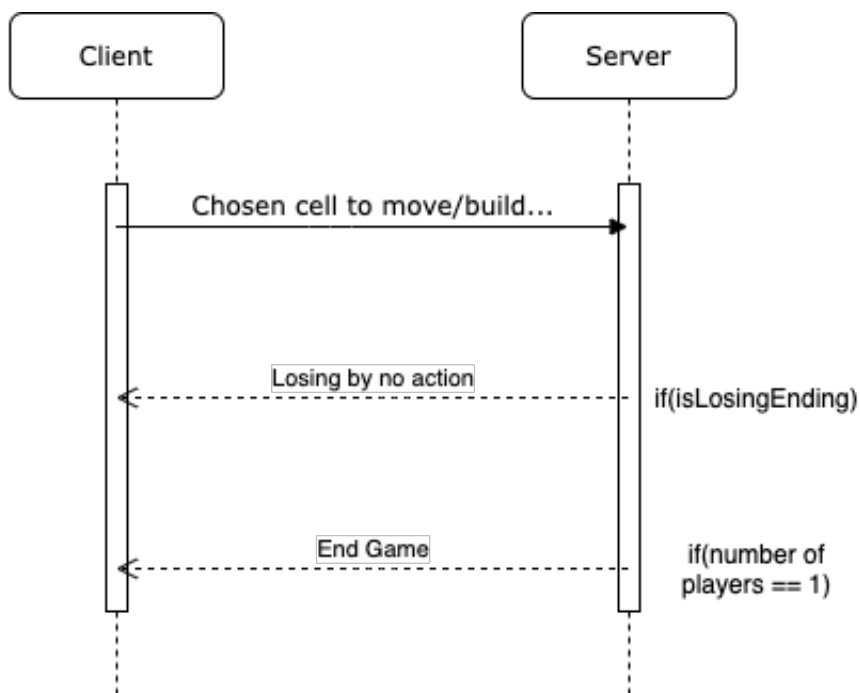 Client
Server
Chosen cell to move/build...
Losing by no action
if(isLosingEnding)
End Game
if(number of
players == 1)